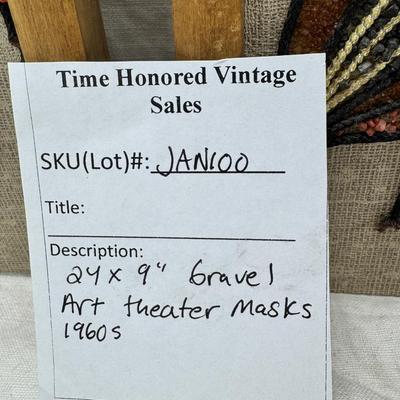 Time Honored Vintage
Sales
SKU(Lot)#: JAN100
Title:
Description:
24 x 9" Gravel
Art theater Masks
1960s